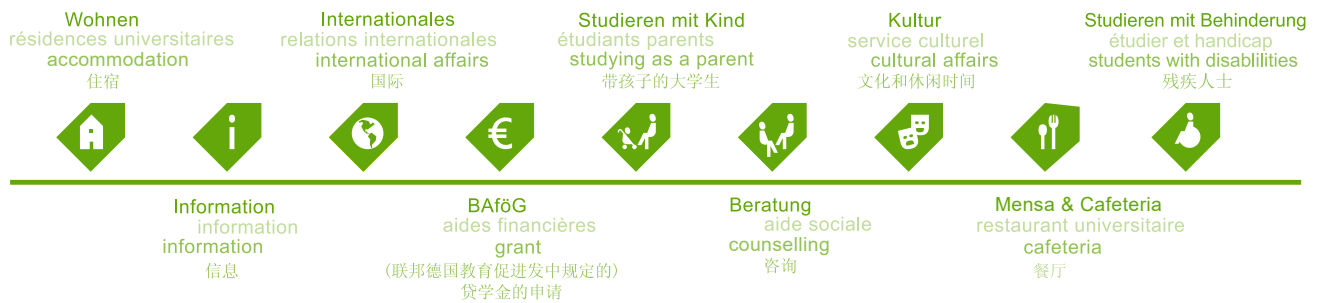 Wohnen
résidences universitaires
accommodation
住宿
Internationales
relations internationales
international affairs
国际
Studieren mit Kind
étudiants parents
studying as a parent
带孩子的大学生
Kultur
service culturel
cultural affairs
文化和休闲时间
Studieren mit Behinderung
étudier et handicap
students with disablilities
残疾人士
Information
information
information
信息
BAföG
aides financières
grant
(联邦德国教育促进发中规定的)
贷学金的申请
Beratung
aide sociale
counselling
咨询
Mensa & Cafeteria
restaurant universitaire
cafeteria
餐厅